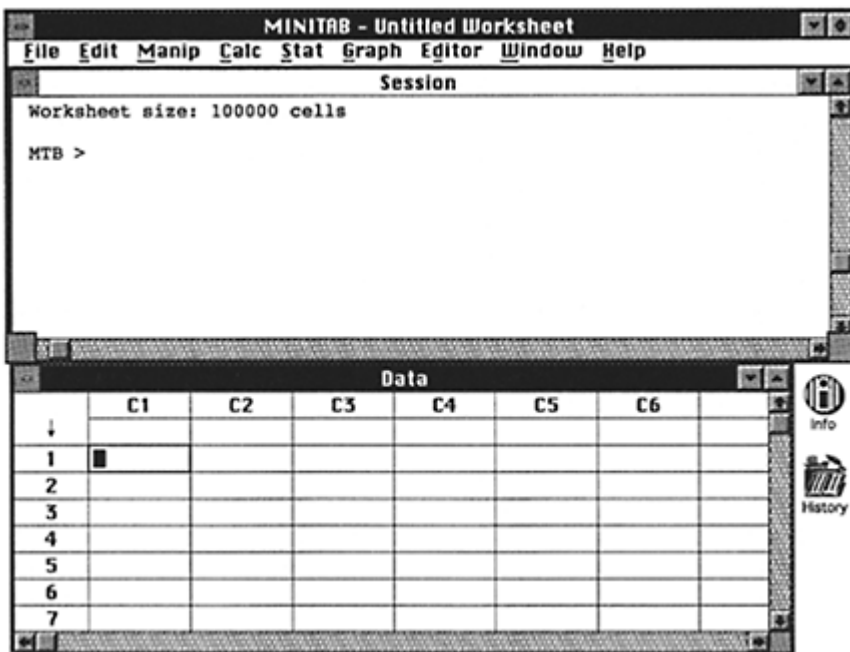 MINITAB - Untitled Worksheet
File Edit Manip Calc Stat Graph Editor Window Help
Session
Worksheet size: 100000 cells
MTB >
Data
C1 C2 C3 C4 C5 C6
↓
1
2
3
4
5
6
7
Info
History